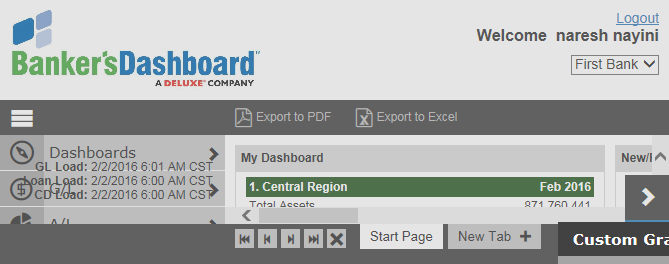 Logout
Welcome naresh nayini
Banker'sDashboard™
A DELUXE® COMPANY
First Bank
Export to PDF
Export to Excel
Dashboards
GL Load: 2/2/2016 6:01 AM CST
Loan Load: 2/2/2016 6:00 AM CST
G/L
CD Load: 2/2/2016 6:00 AM CST
A/L
My Dashboard
New/
1. Central Region Feb 2016
Total Assets 871,760,441
Start Page
New Tab +
Custom Gra